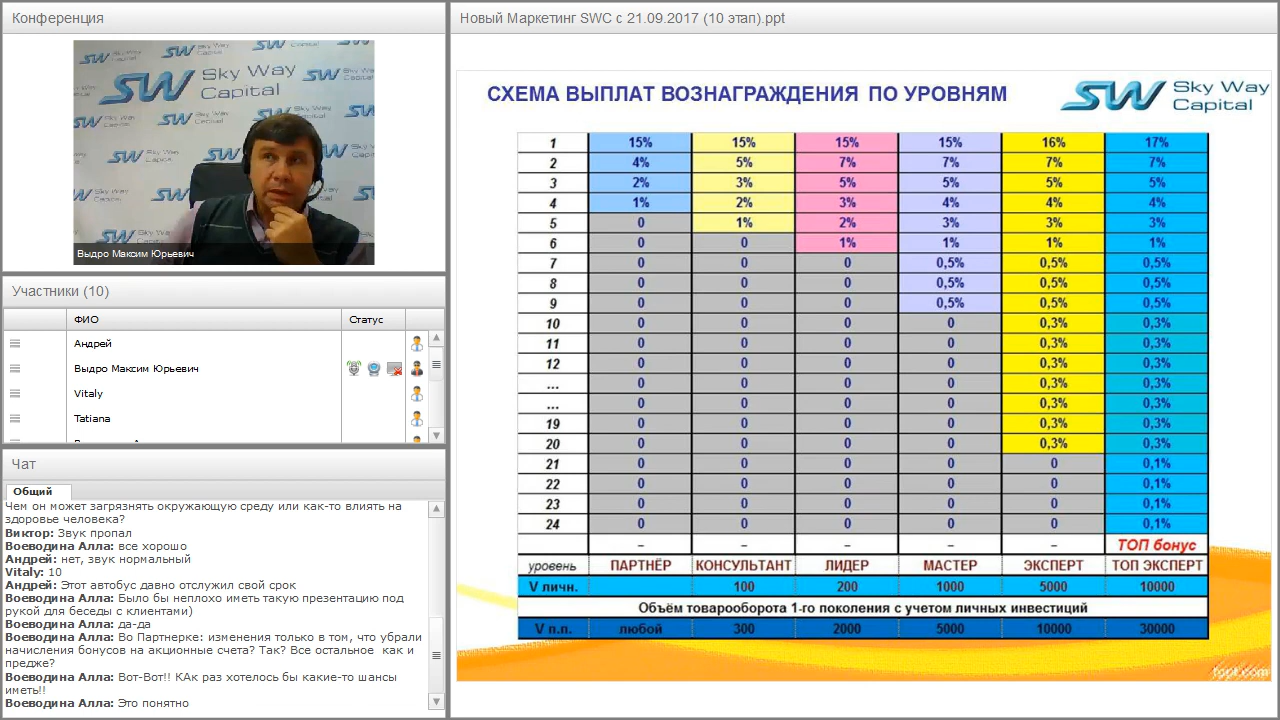 Конференция
SW Sky Way
Capital
Выдро Максим Юрьевич
Участники (10)
ФИО Статус
Андрей
Выдро Максим Юрьевич
Vitaly
Tatiana
Чат
Общий
Чем он может загрязнять окружающую среду или как-то влиять на
здоровье человека?
Виктор: Звук пропал
Воеводина Алла: все хорошо
Андрей: нет, звук нормальный
Vitaly: 10
Андрей: Этот автобус давно отслужил свой срок
Воеводина Алла: Было бы неплохо иметь такую презентацию под
рукой для беседы с клиентами)
Воеводина Алла: да-да
Воеводина Алла: Во Партнерке: изменения только в том, что убрали
начисления бонусов на акционные счета? Так? Все остальное как и
предже?
Воеводина Алла: Вот-Вот!! КАк раз хотелось бы какие-то шансы
иметь!!
Воеводина Алла: Это понятно
Новый Маркетинг SWC с 21.09.2017 (10 этап).ppt
СХЕМА ВЫПЛАТ ВОЗНАГРАЖДЕНИЯ ПО УРОВНЯМ
SW Sky Way
Capital
1 15% 15% 15% 15% 16% 17%
2 4% 5% 7% 7% 7% 7%
3 2% 3% 5% 5% 5% 5%
4 1% 2% 3% 4% 4% 4%
5 0 1% 2% 3% 3% 3%
6 0 0 1% 1% 1% 1%
7 0 0 0 0,5% 0,5% 0,5%
8 0 0 0 0,5% 0,5% 0,5%
9 0 0 0 0,5% 0,5% 0,5%
10 0 0 0 0 0,3% 0,3%
11 0 0 0 0 0,3% 0,3%
12 0 0 0 0 0,3% 0,3%
... 0 0 0 0 0,3% 0,3%
... 0 0 0 0 0,3% 0,3%
19 0 0 0 0 0,3% 0,3%
20 0 0 0 0 0,3% 0,3%
21 0 0 0 0 0 0,1%
22 0 0 0 0 0 0,1%
23 0 0 0 0 0 0,1%
24 0 0 0 0 0 0,1%
– – – – – ТОП бонус
уровень ПАРТНЁР КОНСУЛЬТАНТ ЛИДЕР МАСТЕР ЭКСПЕРТ ТОП ЭКСПЕРТ
V личн. 100 200 1000 5000 10000
Объём товарооборота 1-го поколения с учетом личных инвестиций
V п.п. любой 300 2000 5000 10000 30000
fppt.com